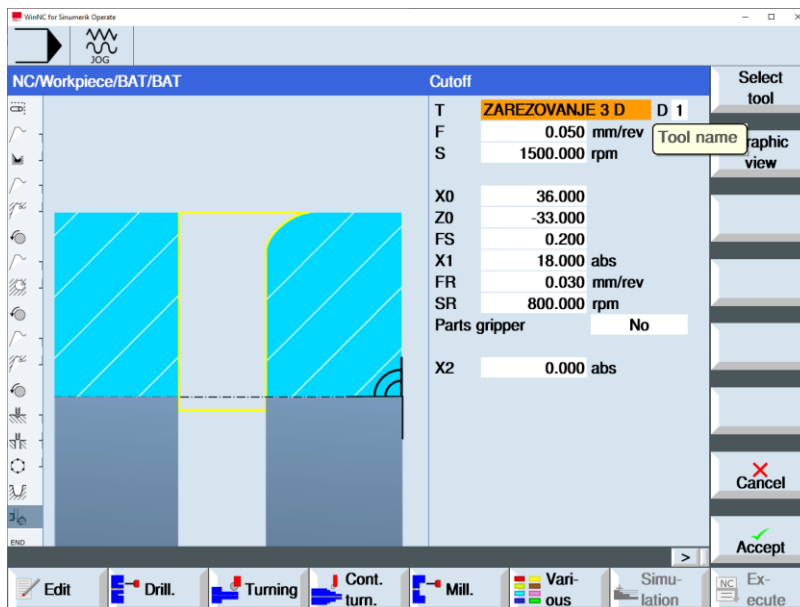 WinNC for Sinumerik Operate
JOG
NC/Workpiece/BAT/BAT
Cutoff
Select
tool
T ZAREZOVANJE 3 D D 1
F 0.050 mm/rev
Tool name
S 1500.000 rpm
raphic
view
X0 36.000
Z0 -33.000
FS 0.200
X1 18.000 abs
FR 0.030 mm/rev
SR 800.000 rpm
Parts gripper No
X2 0.000 abs
Cancel
END
>
Accept
Edit
Drill.
Turning
Cont.
turn.
Mill.
Vari-
ous
Simu-
lation
NC
Ex-
ecute